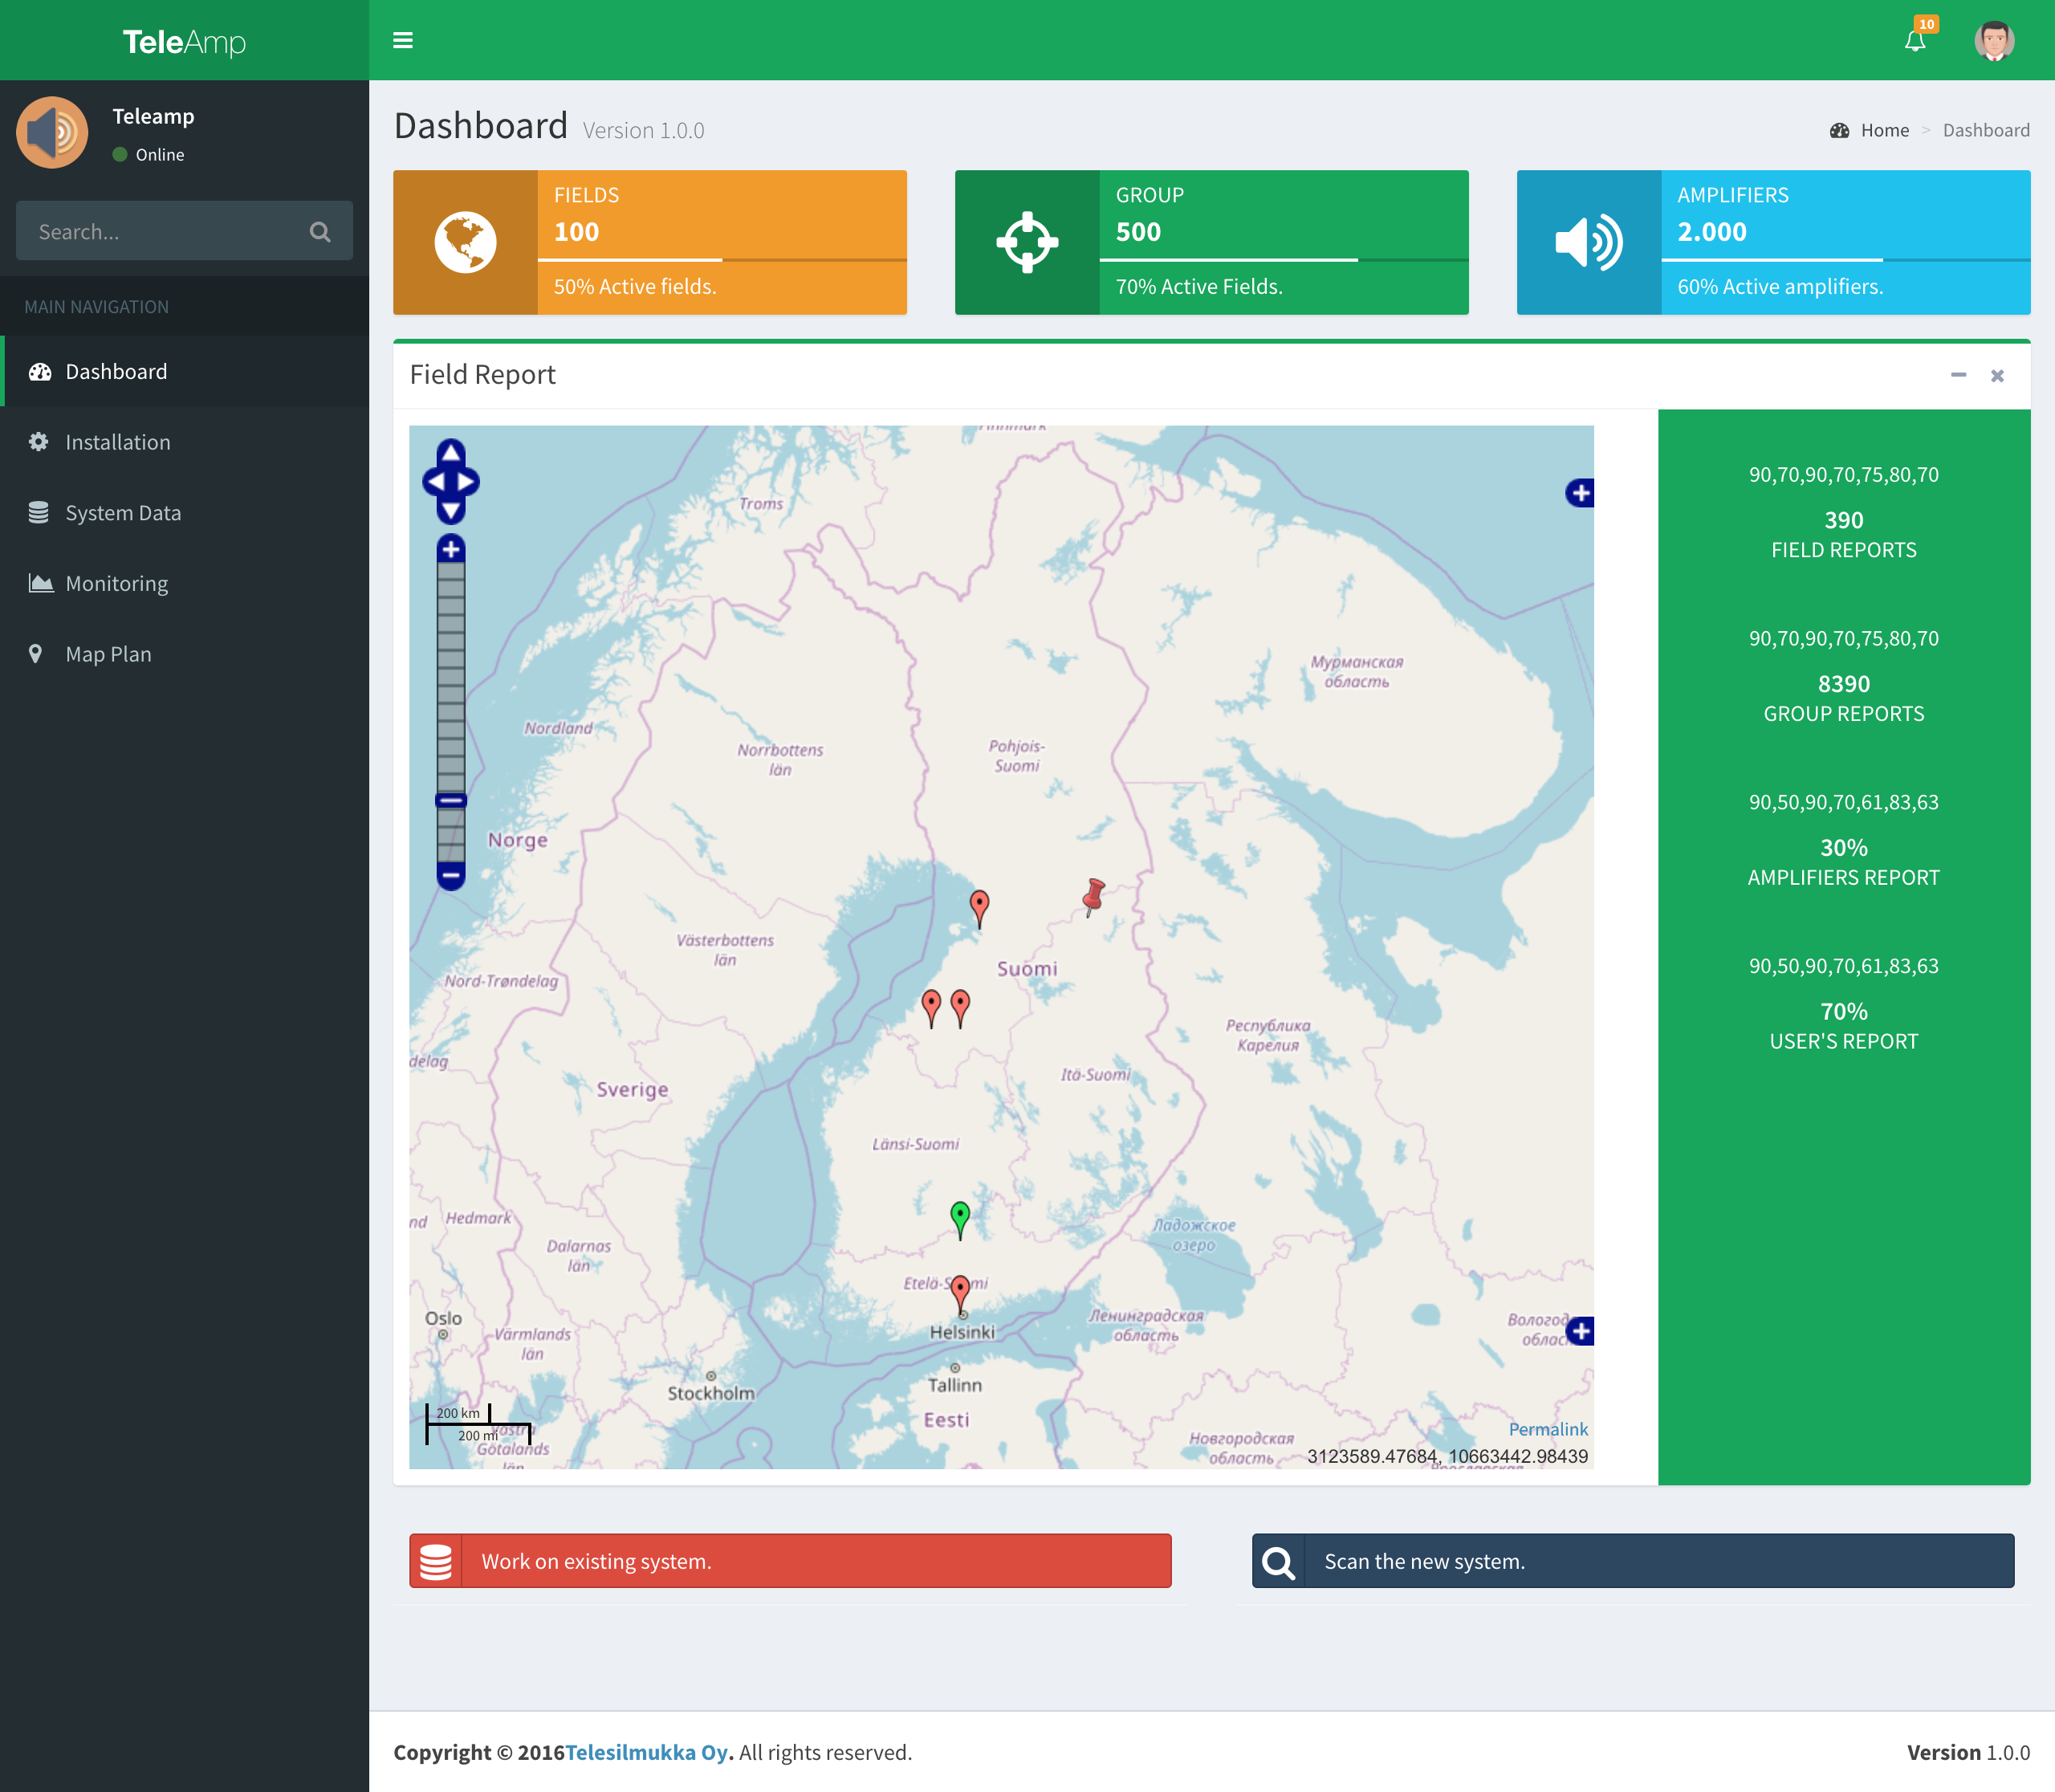 TeleAmp
10
Teleamp
Online
Search...
MAIN NAVIGATION
Dashboard
Installation
System Data
Monitoring
Map Plan
Dashboard Version 1.0.0
Home > Dashboard
FIELDS
100
50% Active fields.
GROUP
500
70% Active Fields.
AMPLIFIERS
2.000
60% Active amplifiers.
Field Report
Troms
Мурманская
область
Nordland
Norrbottens
län
Pohjois-
Suomi
Norge
Västerbottens
län
Suomi
Nord-Trøndelag
Республика
Карелия
delag
Itä-Suomi
Sverige
Länsi-Suomi
nd
Hedmark
Ладожское
озеро
Dalarnas
län
Oslo
Helsinki
Ленинградская
область
Värmlands
län
Tallinn
Stockholm
Eesti
200 km
200 mi
Götalands
Новгородская
область
Permalink
3123589.47684, 10663442.98439
90,70,90,70,75,80,70
390
FIELD REPORTS
90,70,90,70,75,80,70
8390
GROUP REPORTS
90,50,90,70,61,83,63
30%
AMPLIFIERS REPORT
90,50,90,70,61,83,63
70%
USER'S REPORT
Work on existing system.
Scan the new system.
Copyright © 2016Telesilmukka Oy. All rights reserved.
Version 1.0.0